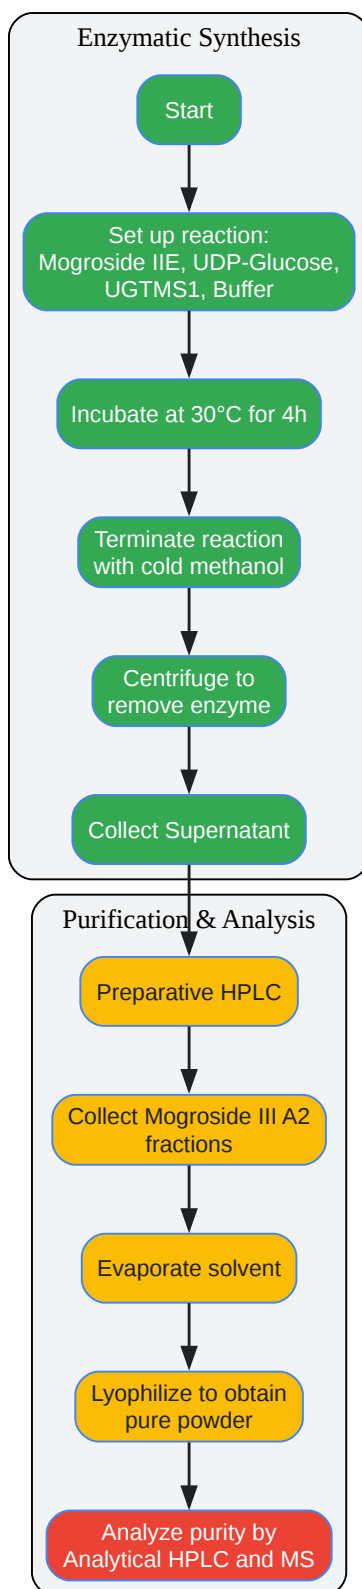 Enzymatic Synthesis
Start
Set up reaction:
Mogroside IIE, UDP-Glucose,
UGTMS1, Buffer
Incubate at 30°C for 4h
Terminate reaction
with cold methanol
Centrifuge to
remove enzyme
Collect Supernatant
Purification & Analysis
Preparative HPLC
Collect Mogroside III A2
fractions
Evaporate solvent
Lyophilize to obtain
pure powder
Analyze purity by
Analytical HPLC and MS